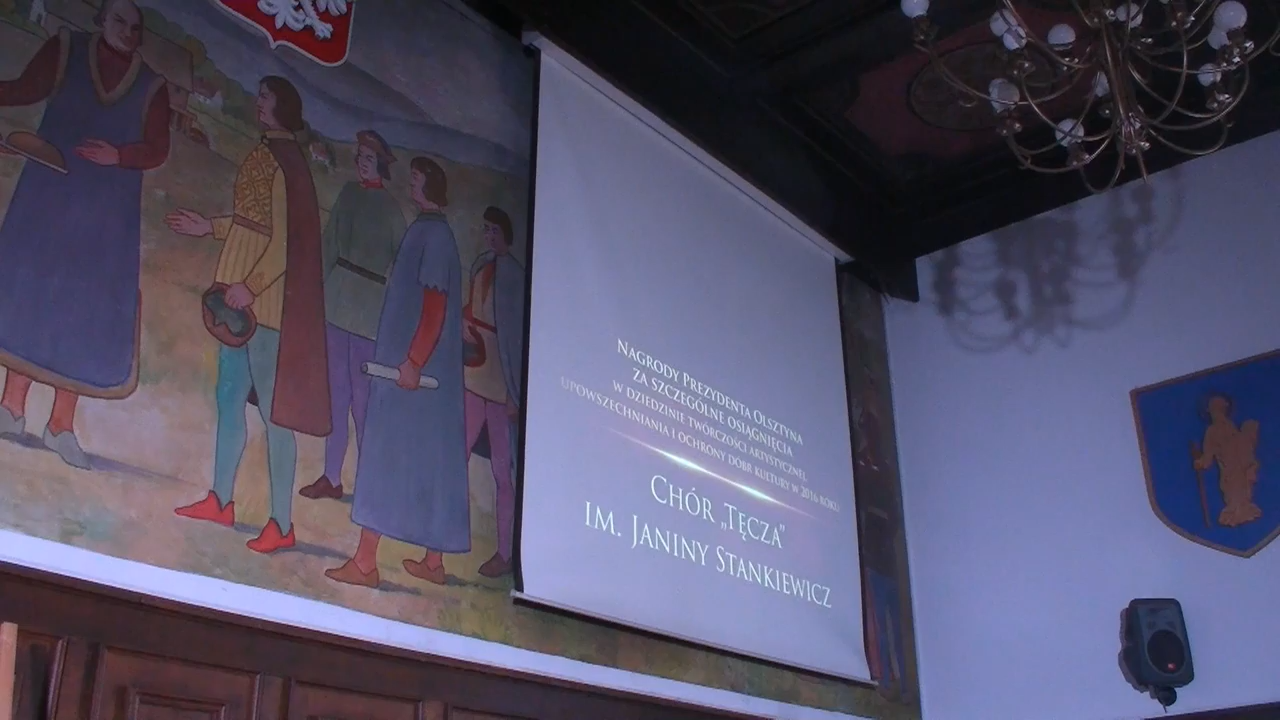 NAGRODY PREZYDENTA OLSZTYNA
ZA SZCZEGÓLNE OSIĄGNIĘCIA
W DZIEDZINIE TWÓRCZOŚCI ARTYSTYCZNEJ,
UPOWSZECHNIANIA I OCHRONY DÓBR KULTURY W 2016 ROKU
CHÓR „TĘCZA"
IM. JANINY STANKIEWICZ